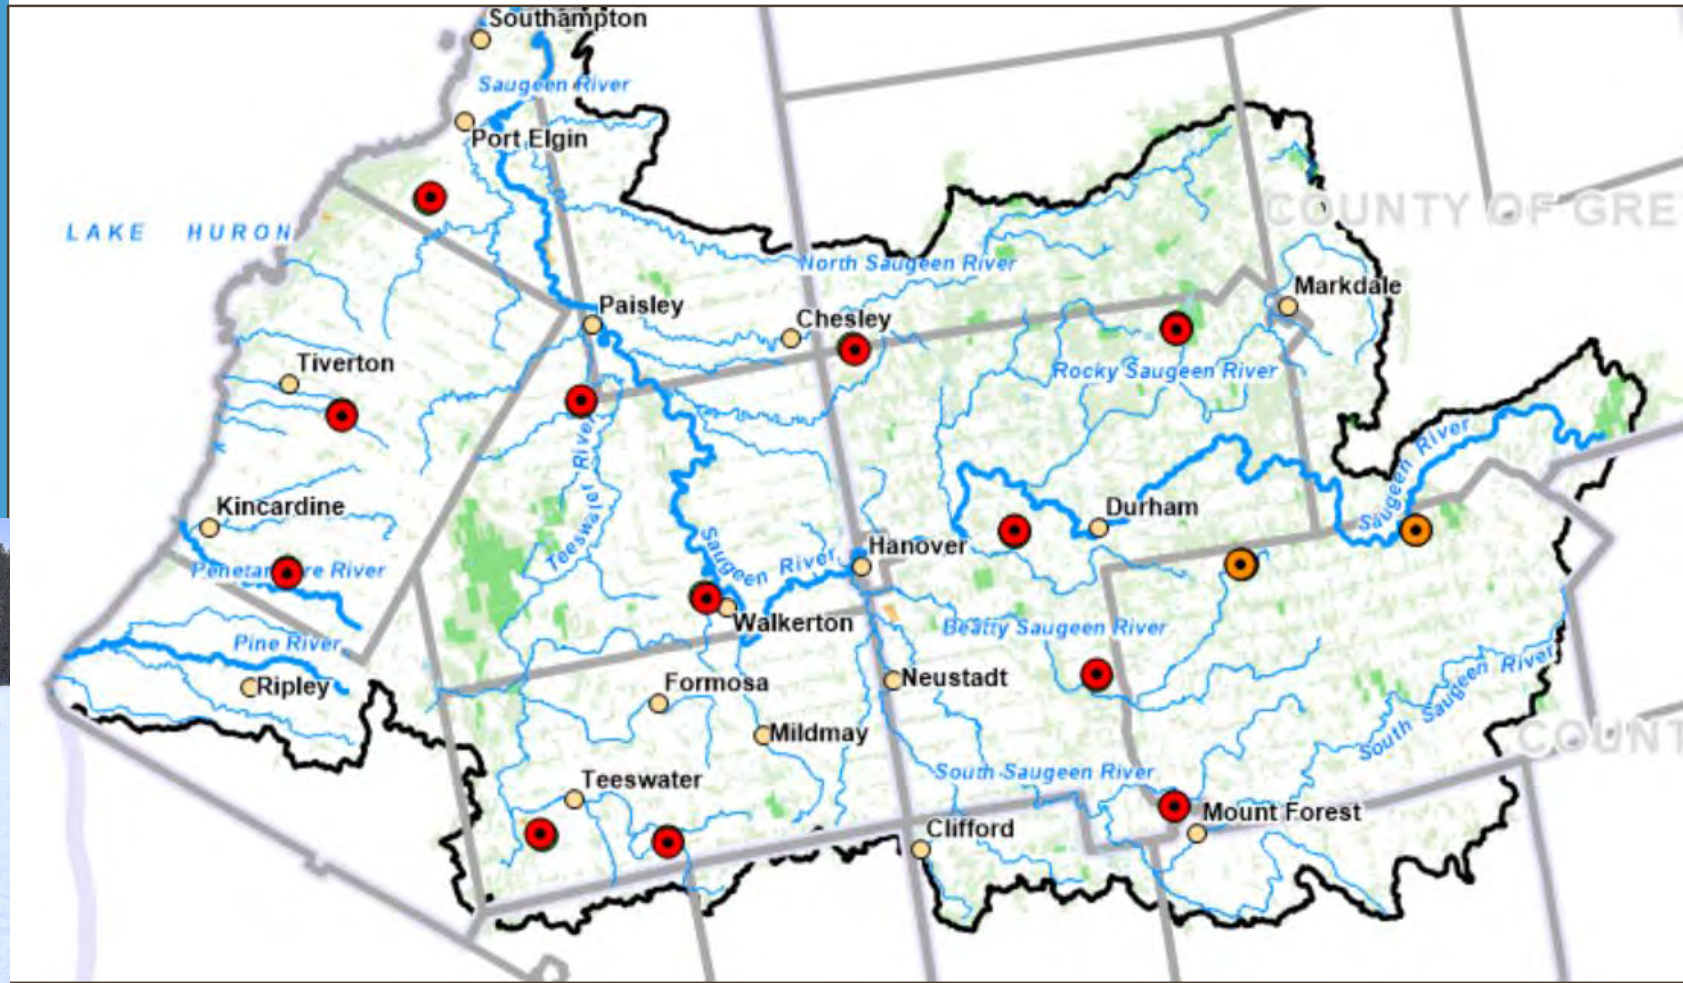 Southampton
Saugeen River
Port Elgin
COUNTY OF GRE
LAKE HURON
North Saugeen River
Markdale
Paisley
Chesley
Tiverton
Rocky Saugeen River
Saugeen River
Kincardine
Teeswater River
Durham
Saugeen River
Hanover
Penetangore River
Walkerton
Beatty Saugeen River
Pine River
Ripley
Formosa
Neustadt
South Saugeen River
Mildmay
COUNT
Teeswater
South Saugeen River
Mount Forest
Clifford